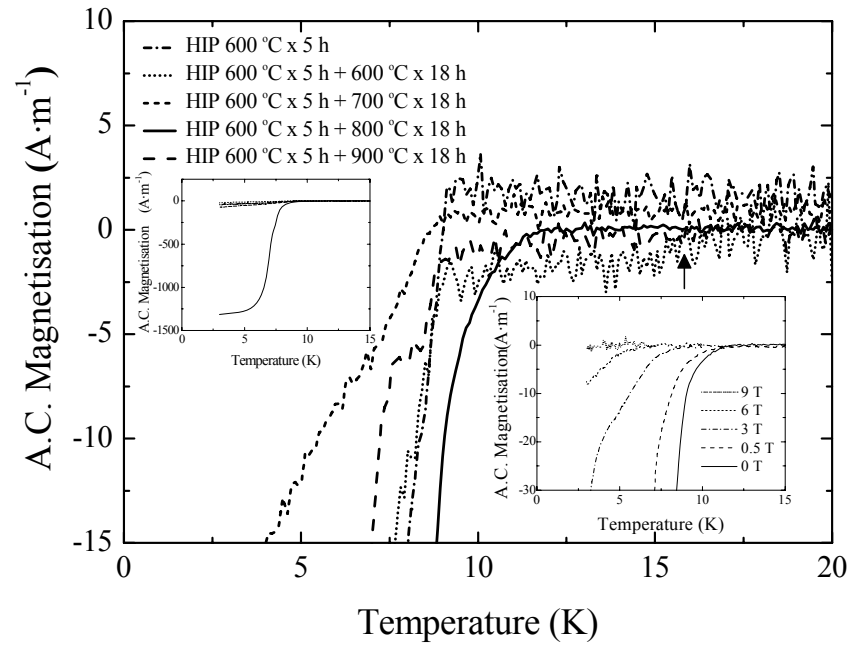 10
5
0
-5
-10
-15
A.C. Magnetisation (A·m⁻¹)
HIP 600 °C x 5 h
HIP 600 °C x 5 h + 600 °C x 18 h
HIP 600 °C x 5 h + 700 °C x 18 h
HIP 600 °C x 5 h + 800 °C x 18 h
HIP 600 °C x 5 h + 900 °C x 18 h
A.C. Magnetisation (A·m⁻¹)
0
-250
-500
-750
-1000
-1250
-1500
0 5 10 15
Temperature (K)
A.C. Magnetisation(A·m⁻¹)
10
0
-10
-20
-30
9 T
6 T
3 T
0.5 T
0 T
0 5 10 15
Temperature (K)
0 5 10 15 20
Temperature (K)